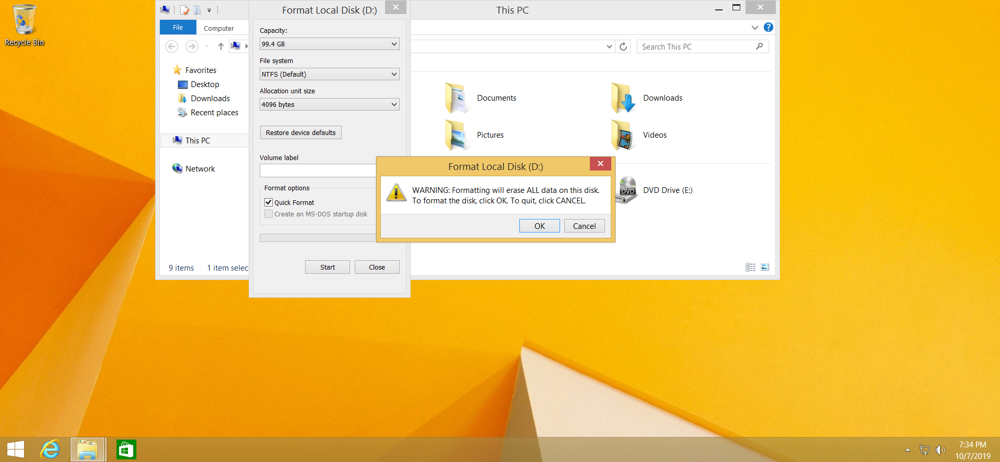 Recycle Bin
This PC
File
Computer
Search This PC
Favorites
Desktop
Downloads
Recent places
This PC
Network
9 items
1 item selec
Documents
Downloads
Pictures
Videos
DVD
DVD Drive (E:)
Format Local Disk (D:)
Capacity:
99.4 GB
File system
NTFS (Default)
Allocation unit size
4096 bytes
Restore device defaults
Volume label
Format options
Quick Format
Create an MS-DOS startup disk
Start
Close
Format Local Disk (D:)
WARNING: Formatting will erase ALL data on this disk.
To format the disk, click OK. To quit, click CANCEL.
OK
Cancel
7:34 PM
10/7/2019